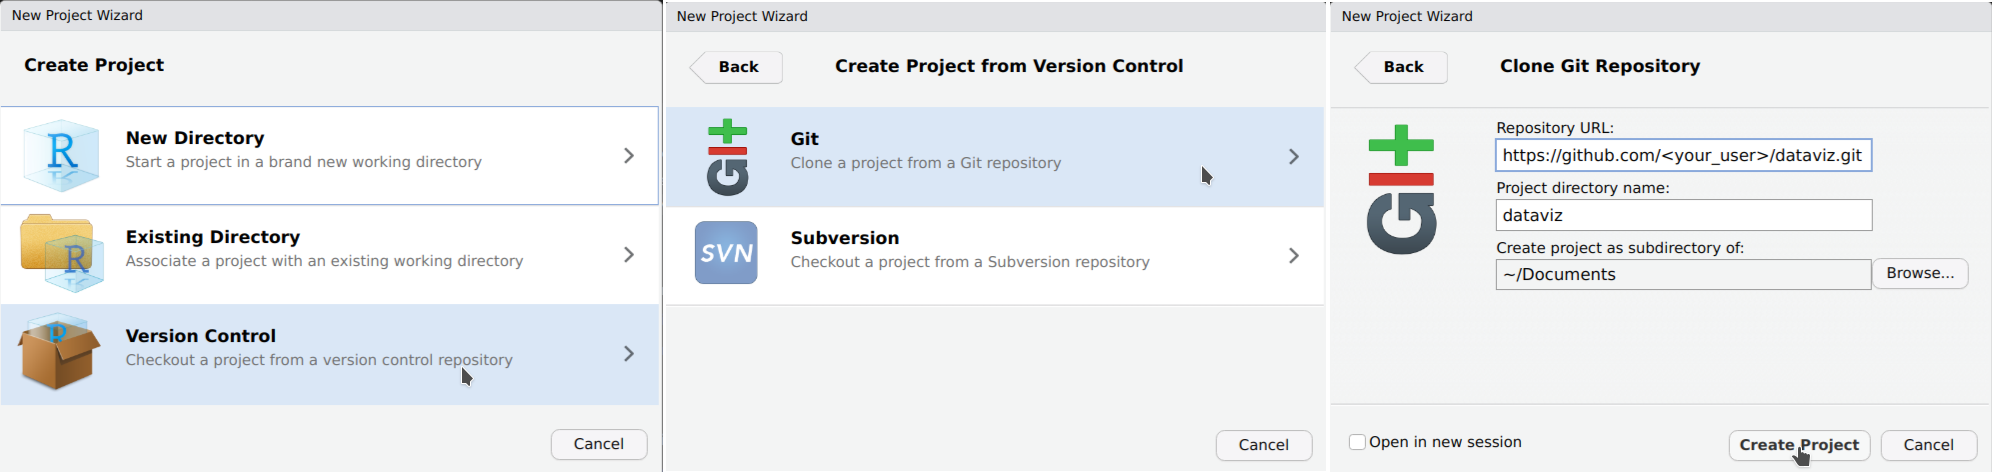 New Project Wizard
Create Project
R
New Directory
Start a project in a brand new working directory
R
Existing Directory
Associate a project with an existing working directory
R
Version Control
Checkout a project from a version control repository
Cancel
New Project Wizard
Back
Create Project from Version Control
Git
Git
Clone a project from a Git repository
SVN
Subversion
Checkout a project from a Subversion repository
Cancel
New Project Wizard
Back
Clone Git Repository
Git
Repository URL:
https://github.com/<your_user>/dataviz.git
Project directory name:
dataviz
Create project as subdirectory of:
~/Documents
Browse...
Open in new session
Create Project
Cancel